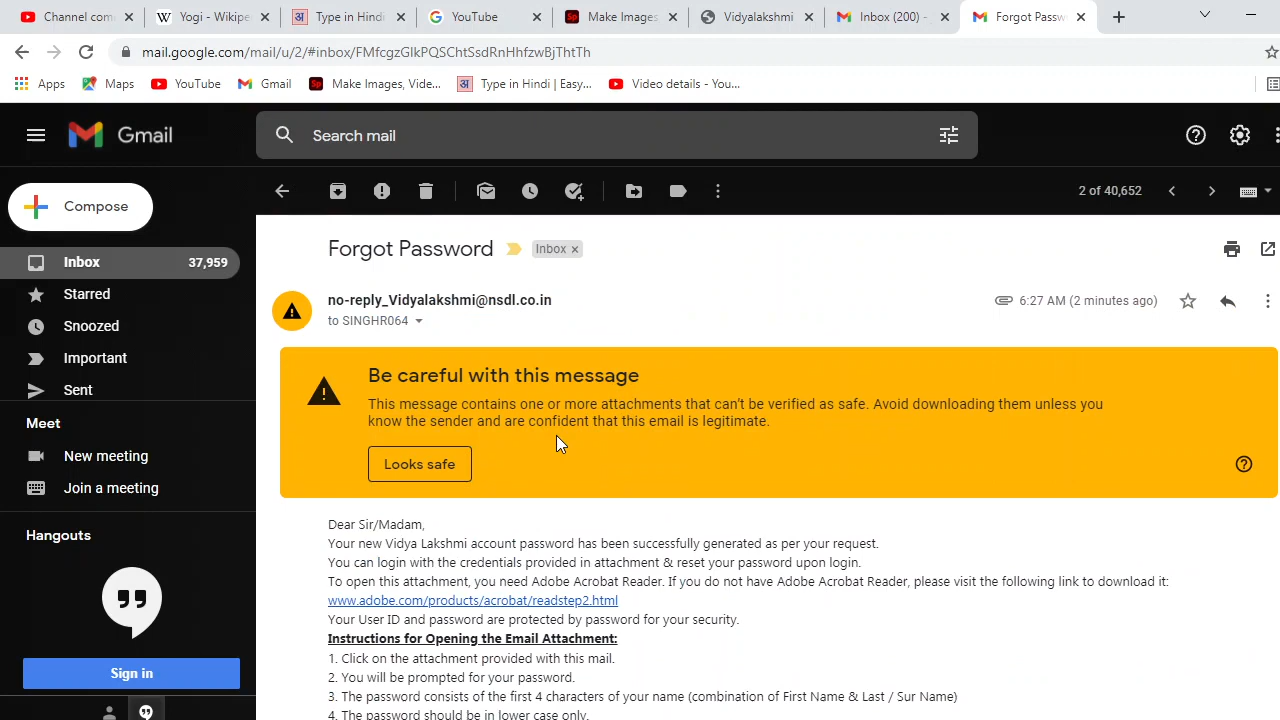 Channel com
Yogi - Wikipe
अ Type in Hindi
YouTube
Sp Make Images,
Vidyalakshmi
Inbox (200) -
Forgot Passw
mail.google.com/mail/u/2/#inbox/FMfcgzGlkPQSChtSsdRnHhfzwBjThtTh
Apps Maps YouTube Gmail Sp Make Images, Vide... अ Type in Hindi | Easy... Video details - You...
Gmail
Search mail
Compose
2 of 40,652
Inbox 37,959
Starred
Snoozed
Important
Sent
Meet
New meeting
Join a meeting
Hangouts
Sign in
Forgot Password Inbox ×
no-reply_Vidyalakshmi@nsdl.co.in 6:27 AM (2 minutes ago)
to SINGHR064
Be careful with this message
This message contains one or more attachments that can't be verified as safe. Avoid downloading them unless you
know the sender and are confident that this email is legitimate.
Looks safe
Dear Sir/Madam,
Your new Vidya Lakshmi account password has been successfully generated as per your request.
You can login with the credentials provided in attachment & reset your password upon login.
To open this attachment, you need Adobe Acrobat Reader. If you do not have Adobe Acrobat Reader, please visit the following link to download it:
www.adobe.com/products/acrobat/readstep2.html
Your User ID and password are protected by password for your security.
Instructions for Opening the Email Attachment:
1. Click on the attachment provided with this mail.
2. You will be prompted for your password.
3. The password consists of the first 4 characters of your name (combination of First Name & Last / Sur Name)
4. The password should be in lower case only.